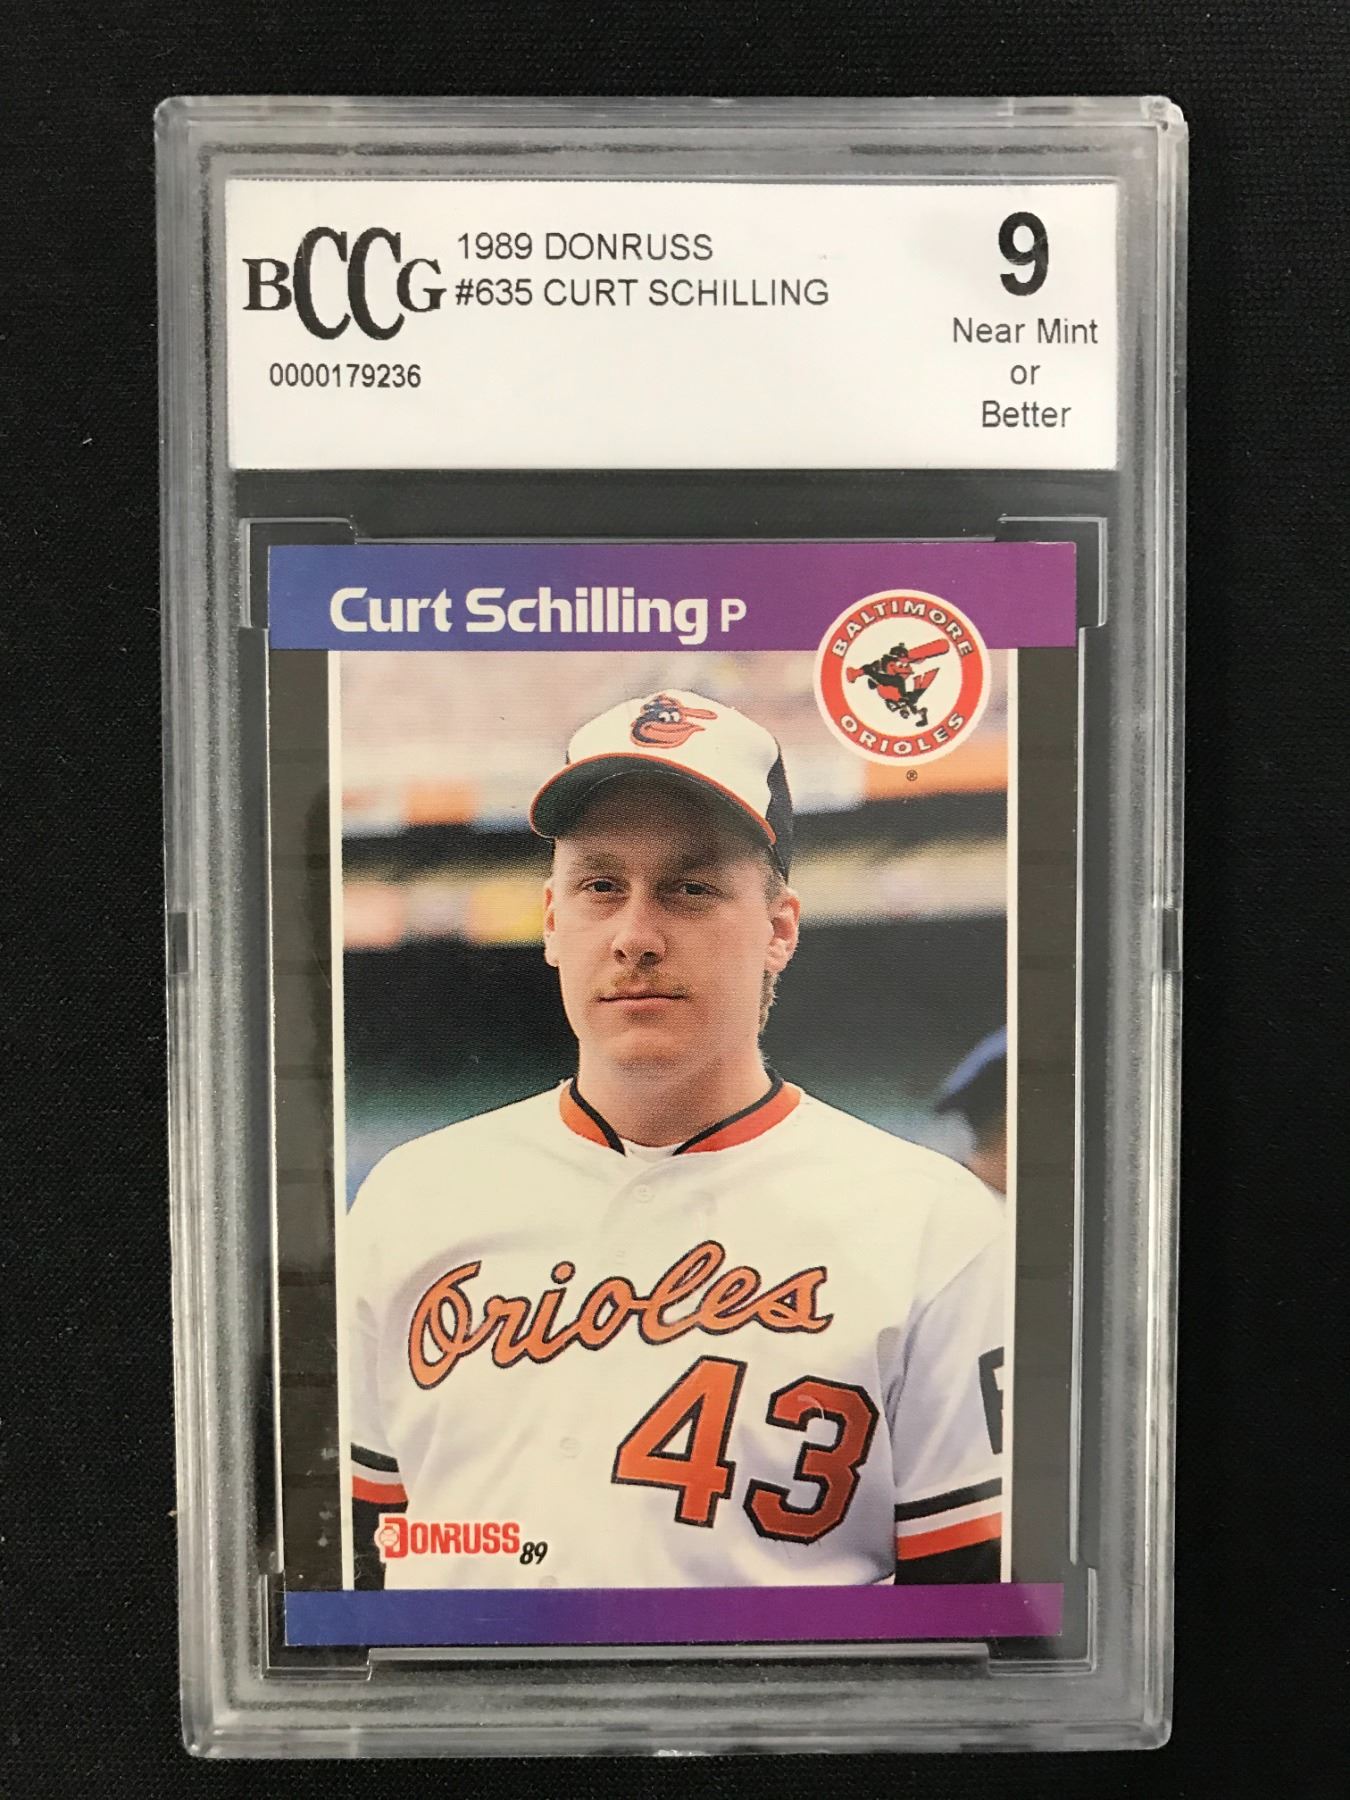 BCCG
1989 DONRUSS
#635 CURT SCHILLING
0000179236
9
Near Mint
or
Better
Curt Schilling P
BALTIMORE
ORIOLES
®
Orioles
43
DONRUSS 89